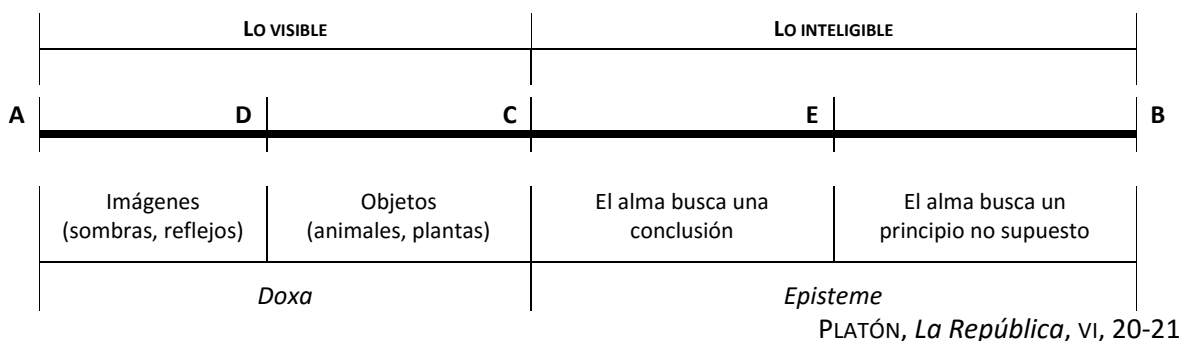 LO VISIBLE LO INTELIGIBLE
A D C E B
Imágenes Objetos El alma busca una El alma busca un
(sombras, reflejos) (animales, plantas) conclusión principio no supuesto
Doxa Episteme
PLATÓN, La República, VI, 20-21